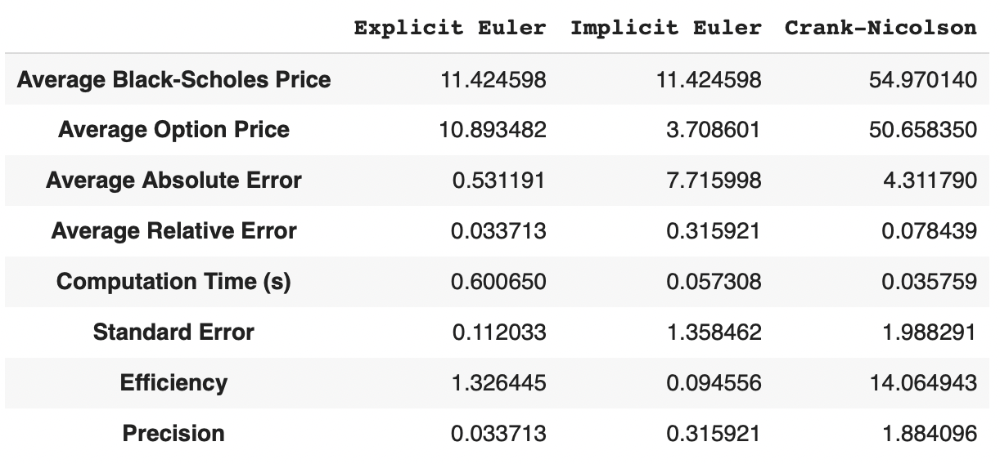 Explicit Euler Implicit Euler Crank-Nicolson
Average Black-Scholes Price 11.424598 11.424598 54.970140
Average Option Price 10.893482 3.708601 50.658350
Average Absolute Error 0.531191 7.715998 4.311790
Average Relative Error 0.033713 0.315921 0.078439
Computation Time (s) 0.600650 0.057308 0.035759
Standard Error 0.112033 1.358462 1.988291
Efficiency 1.326445 0.094556 14.064943
Precision 0.033713 0.315921 1.884096